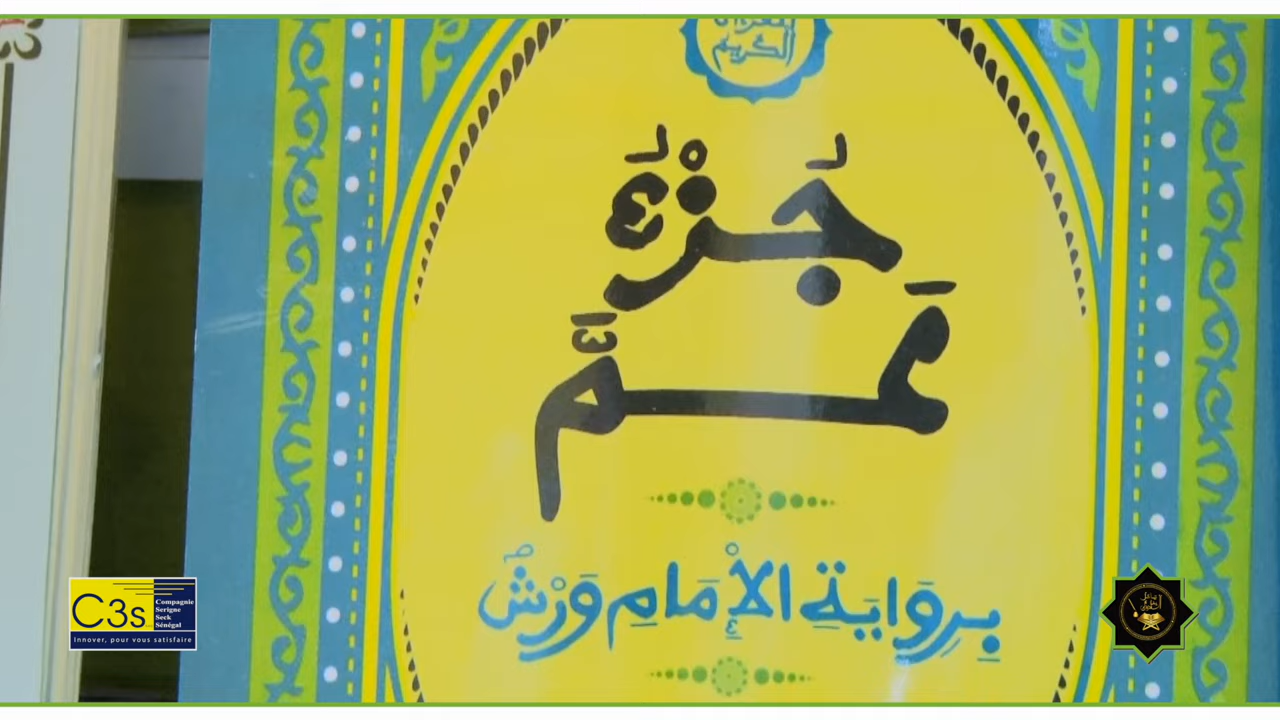 القرآن
الكريم
جُزْءُ
عَمَّ
بِرِوَايَةِ الإِمَامِ وَرْشٍ
C3s
Compagnie
Serigne
Seck
Sénégal
Innover, pour vous satisfaire